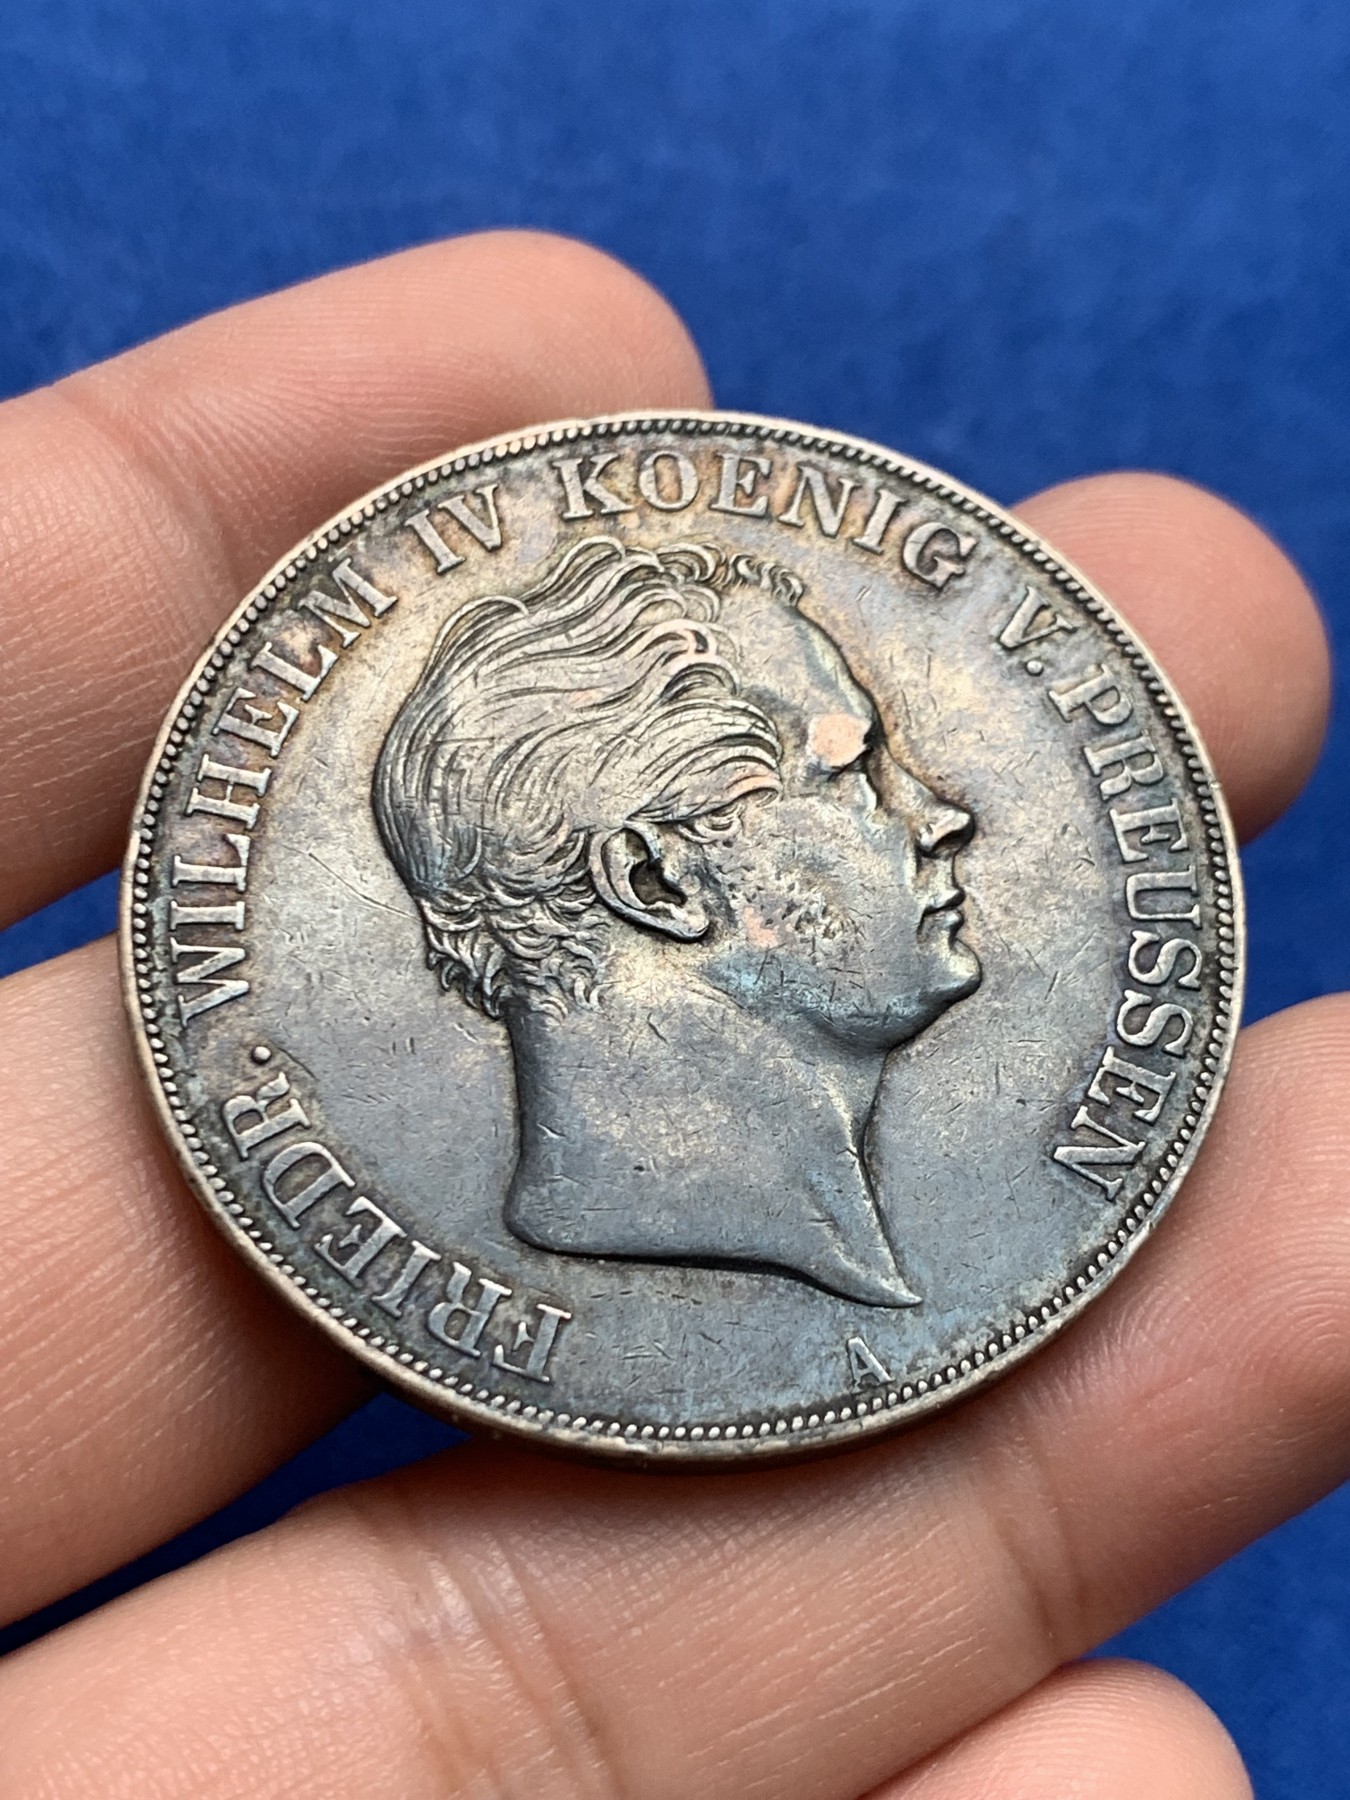 FRIEDR. WILHELM IV KOENIG V. PREUSSEN
A